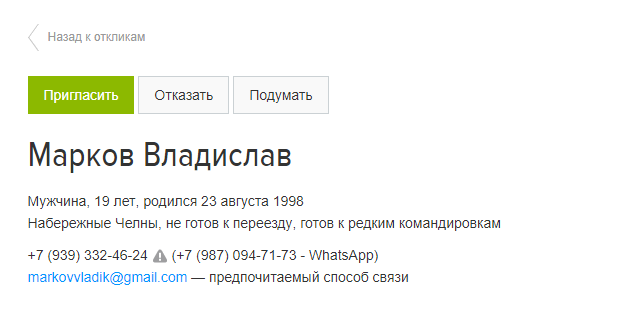 Назад к откликам
Пригласить Отказать Подумать
Марков Владислав
Мужчина, 19 лет, родился 23 августа 1998
Набережные Челны, не готов к переезду, готов к редким командировкам
+7 (939) 332-46-24 (+7 (987) 094-71-73 - WhatsApp)
markovvladik@gmail.com — предпочитаемый способ связи